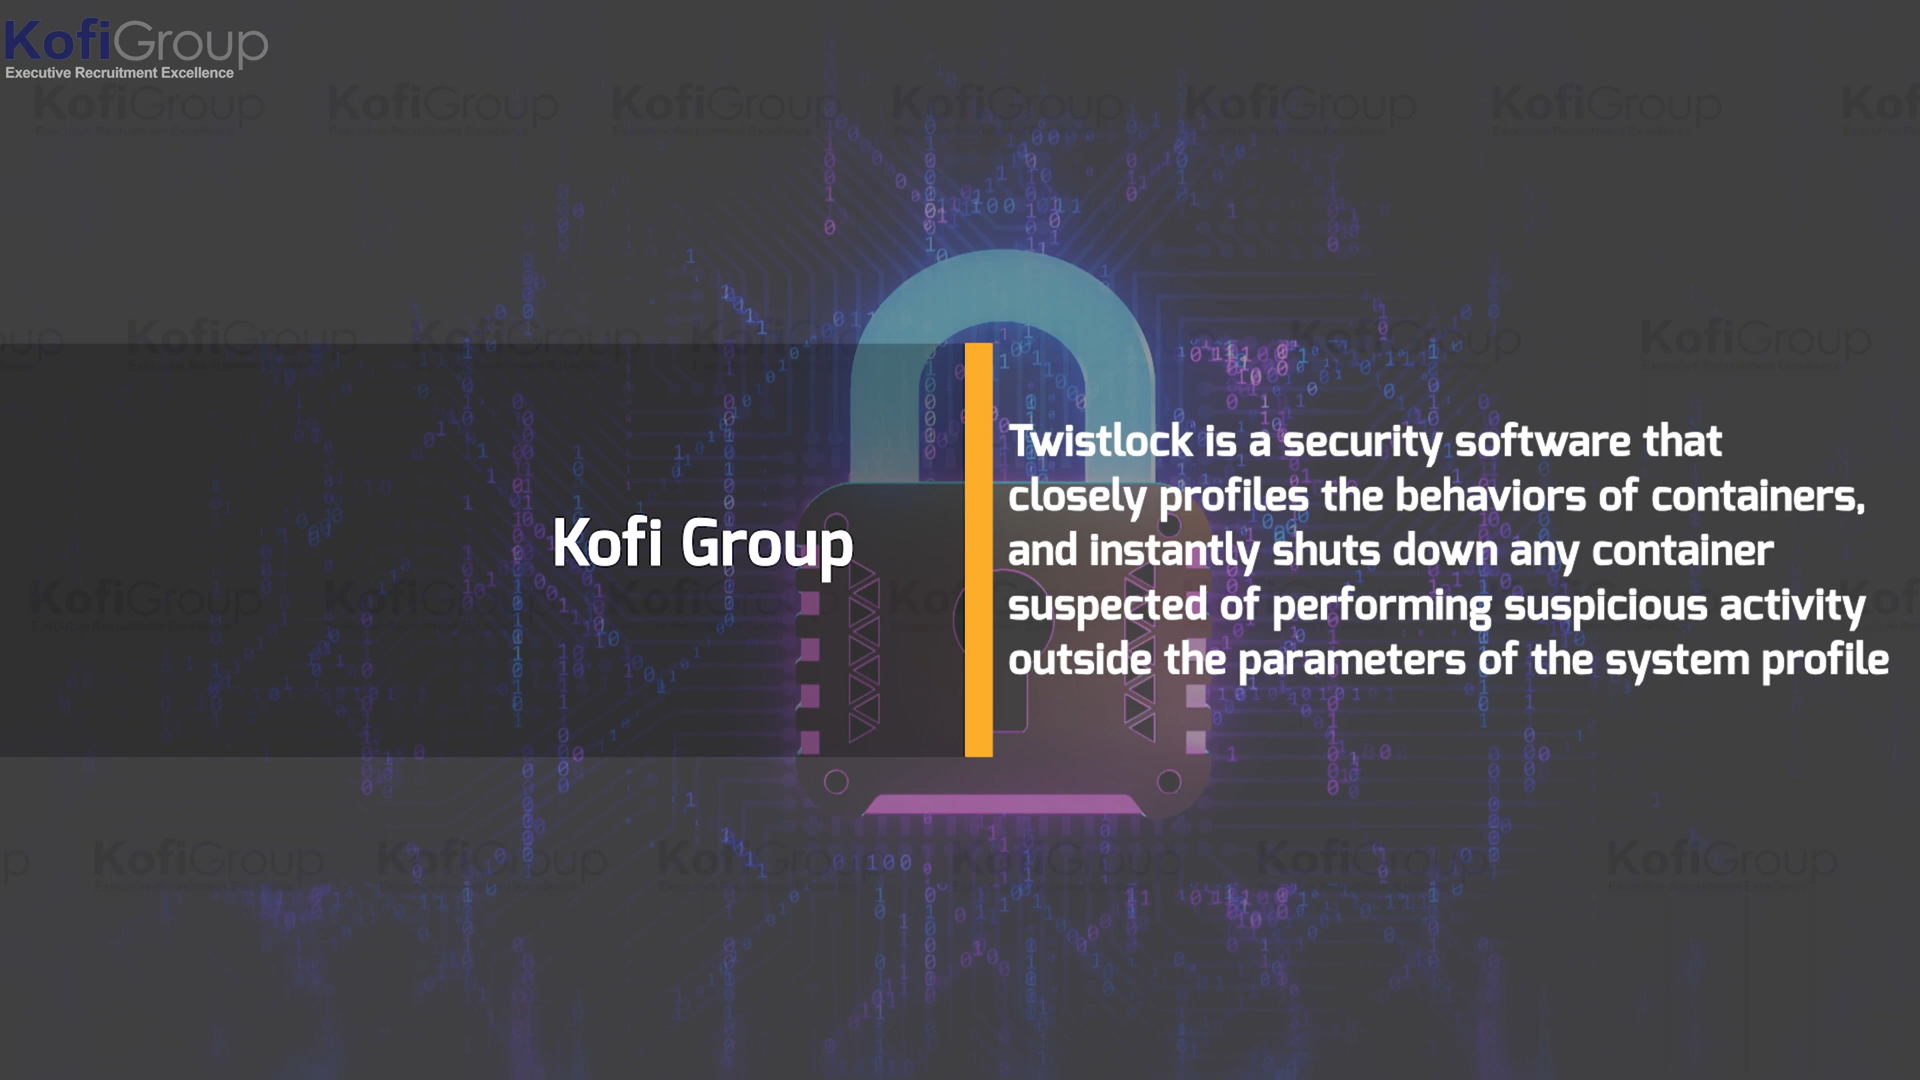 KofiGroup
Executive Recruitment Excellence
Kofi Group
Twistlock is a security software that
closely profiles the behaviors of containers,
and instantly shuts down any container
suspected of performing suspicious activity
outside the parameters of the system profile